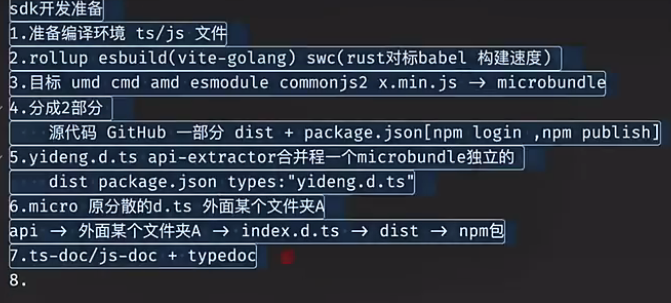 sdk开发准备
1.准备编译环境 ts/js 文件
2.rollup esbuild(vite-golang) swc(rust对标babel 构建速度)
3.目标 umd cmd amd esmodule commonjs2 x.min.js -> microbundle
4.分成2部分
源代码 GitHub 一部分 dist + package.json[npm login ,npm publish]
5.yideng.d.ts api-extractor合并程一个microbundle独立的
dist package.json types:"yideng.d.ts"
6.micro 原分散的d.ts 外面某个文件夹A
api -> 外面某个文件夹A -> index.d.ts -> dist -> npm包
7.ts-doc/js-doc + typedoc
8.